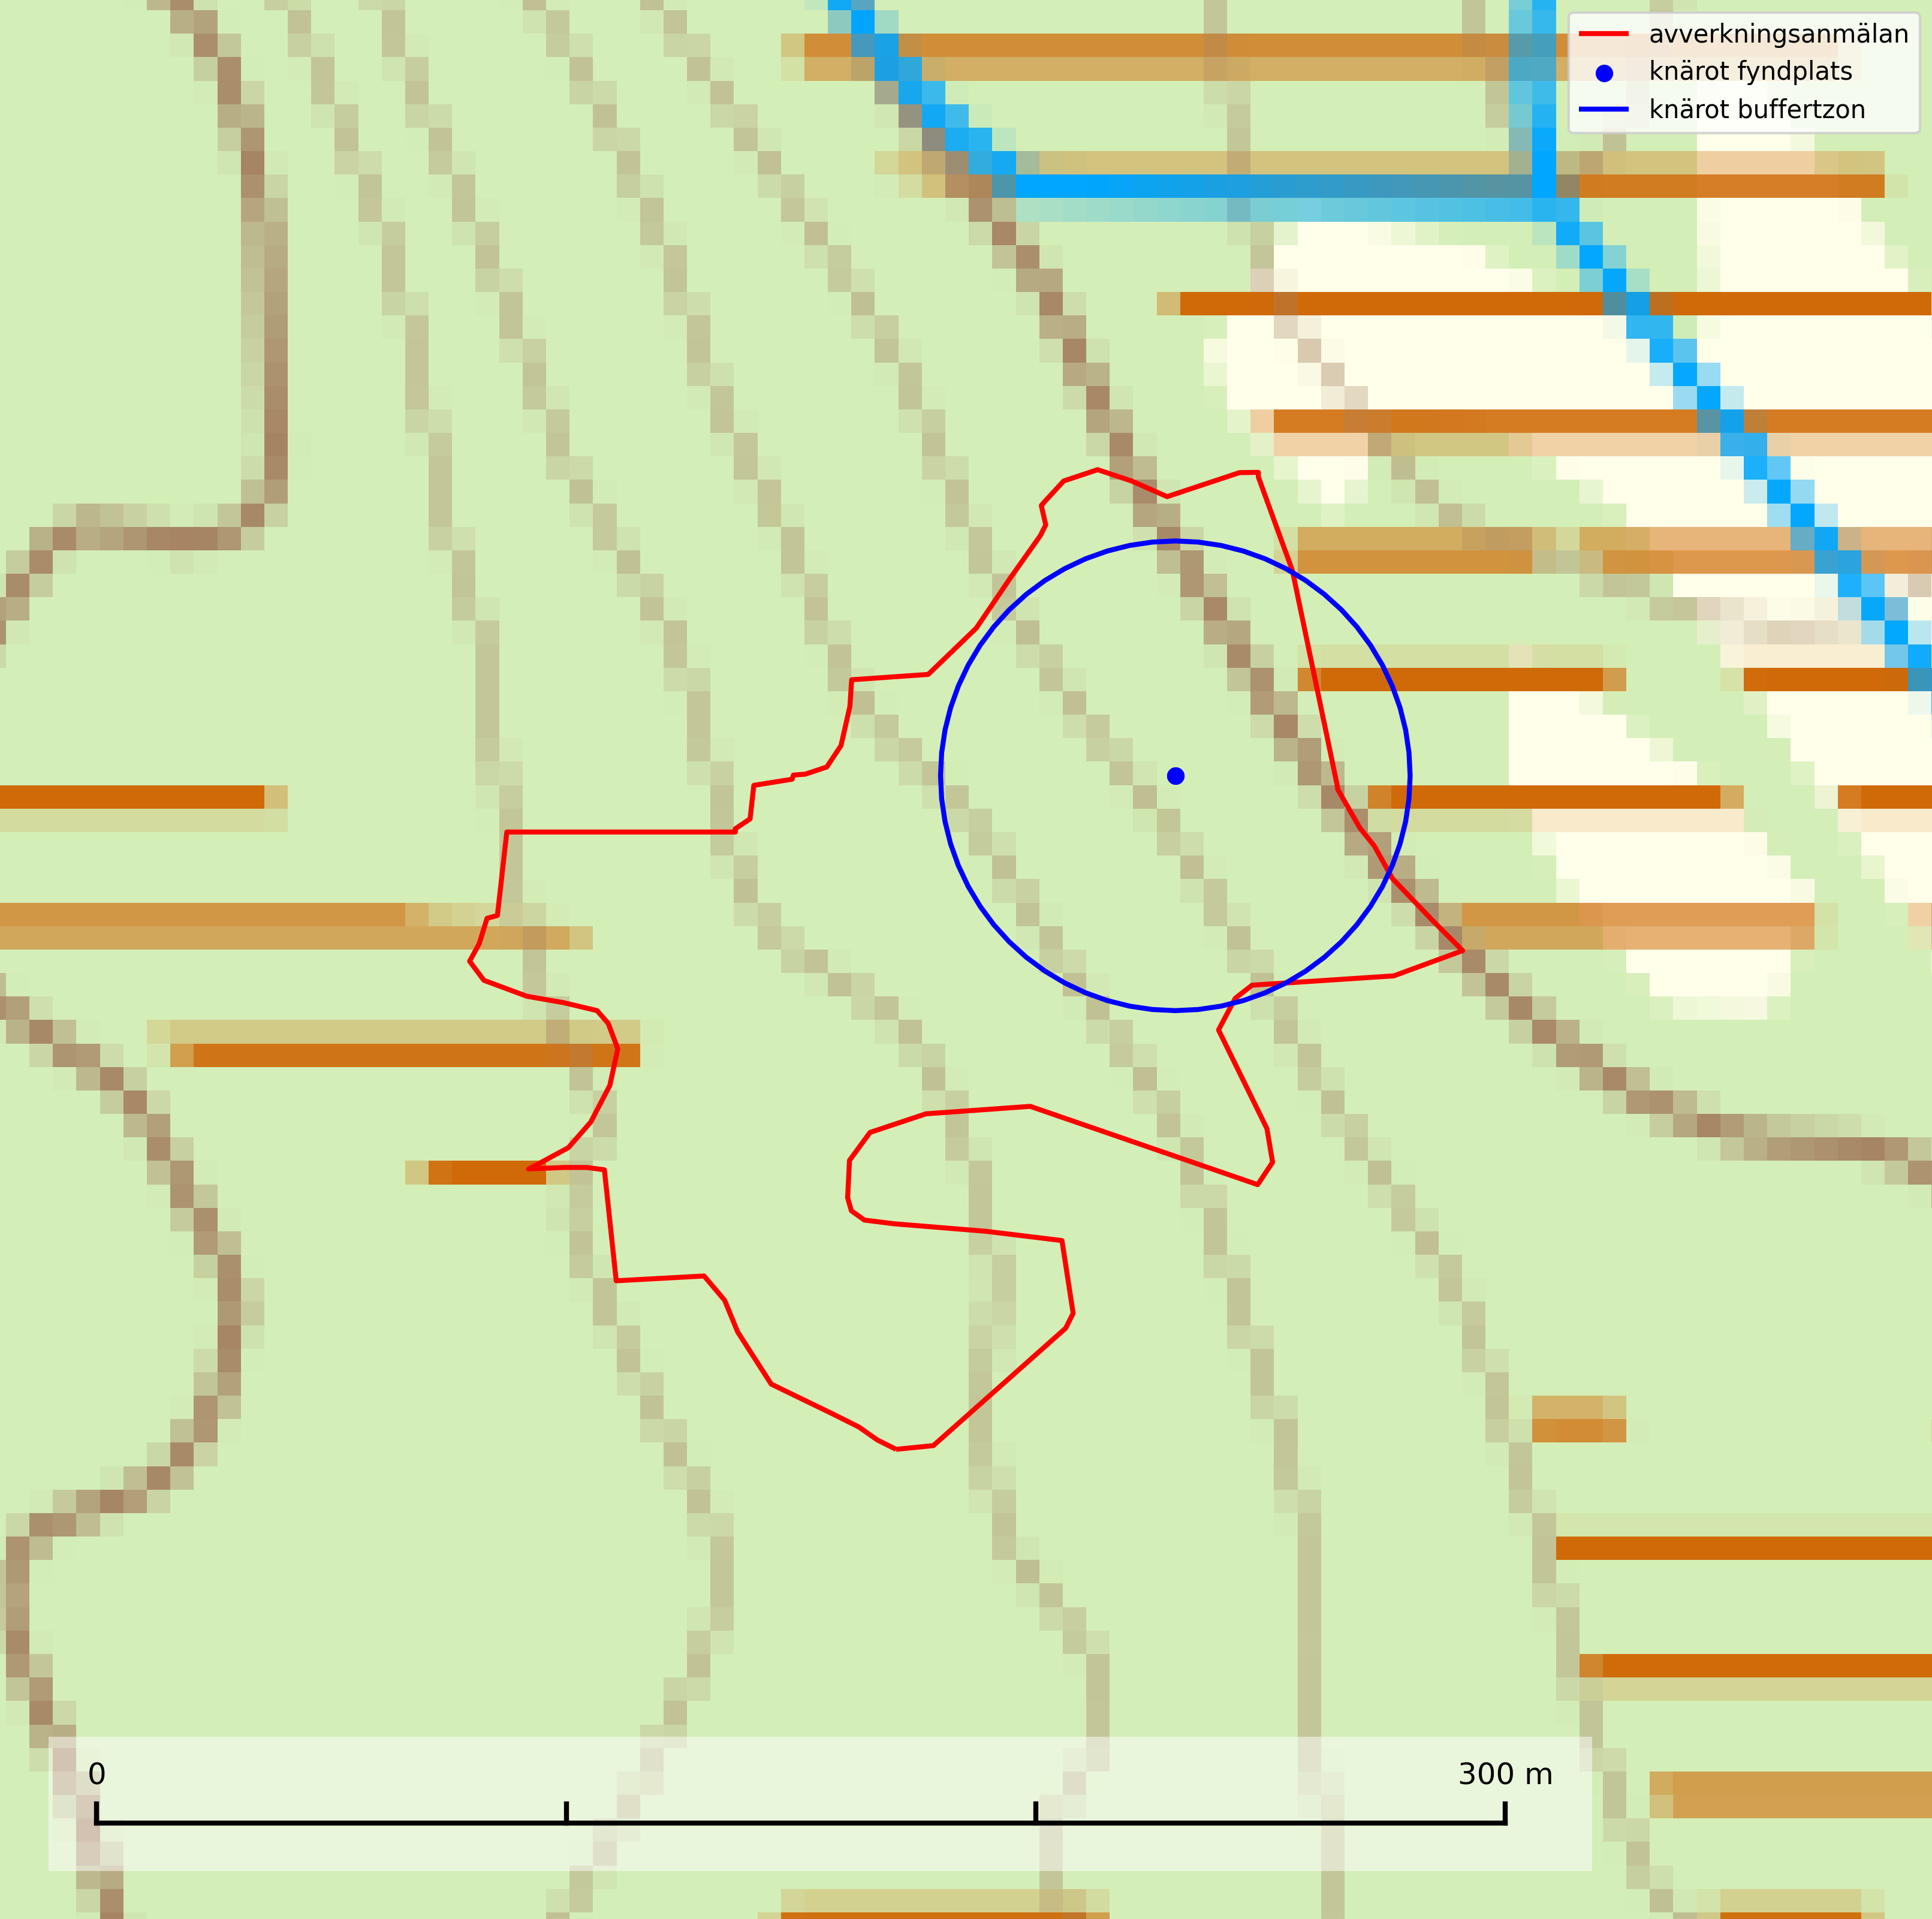 avverkningsanmälan
knärot fyndplats
knärot buffertzon
0 300 m